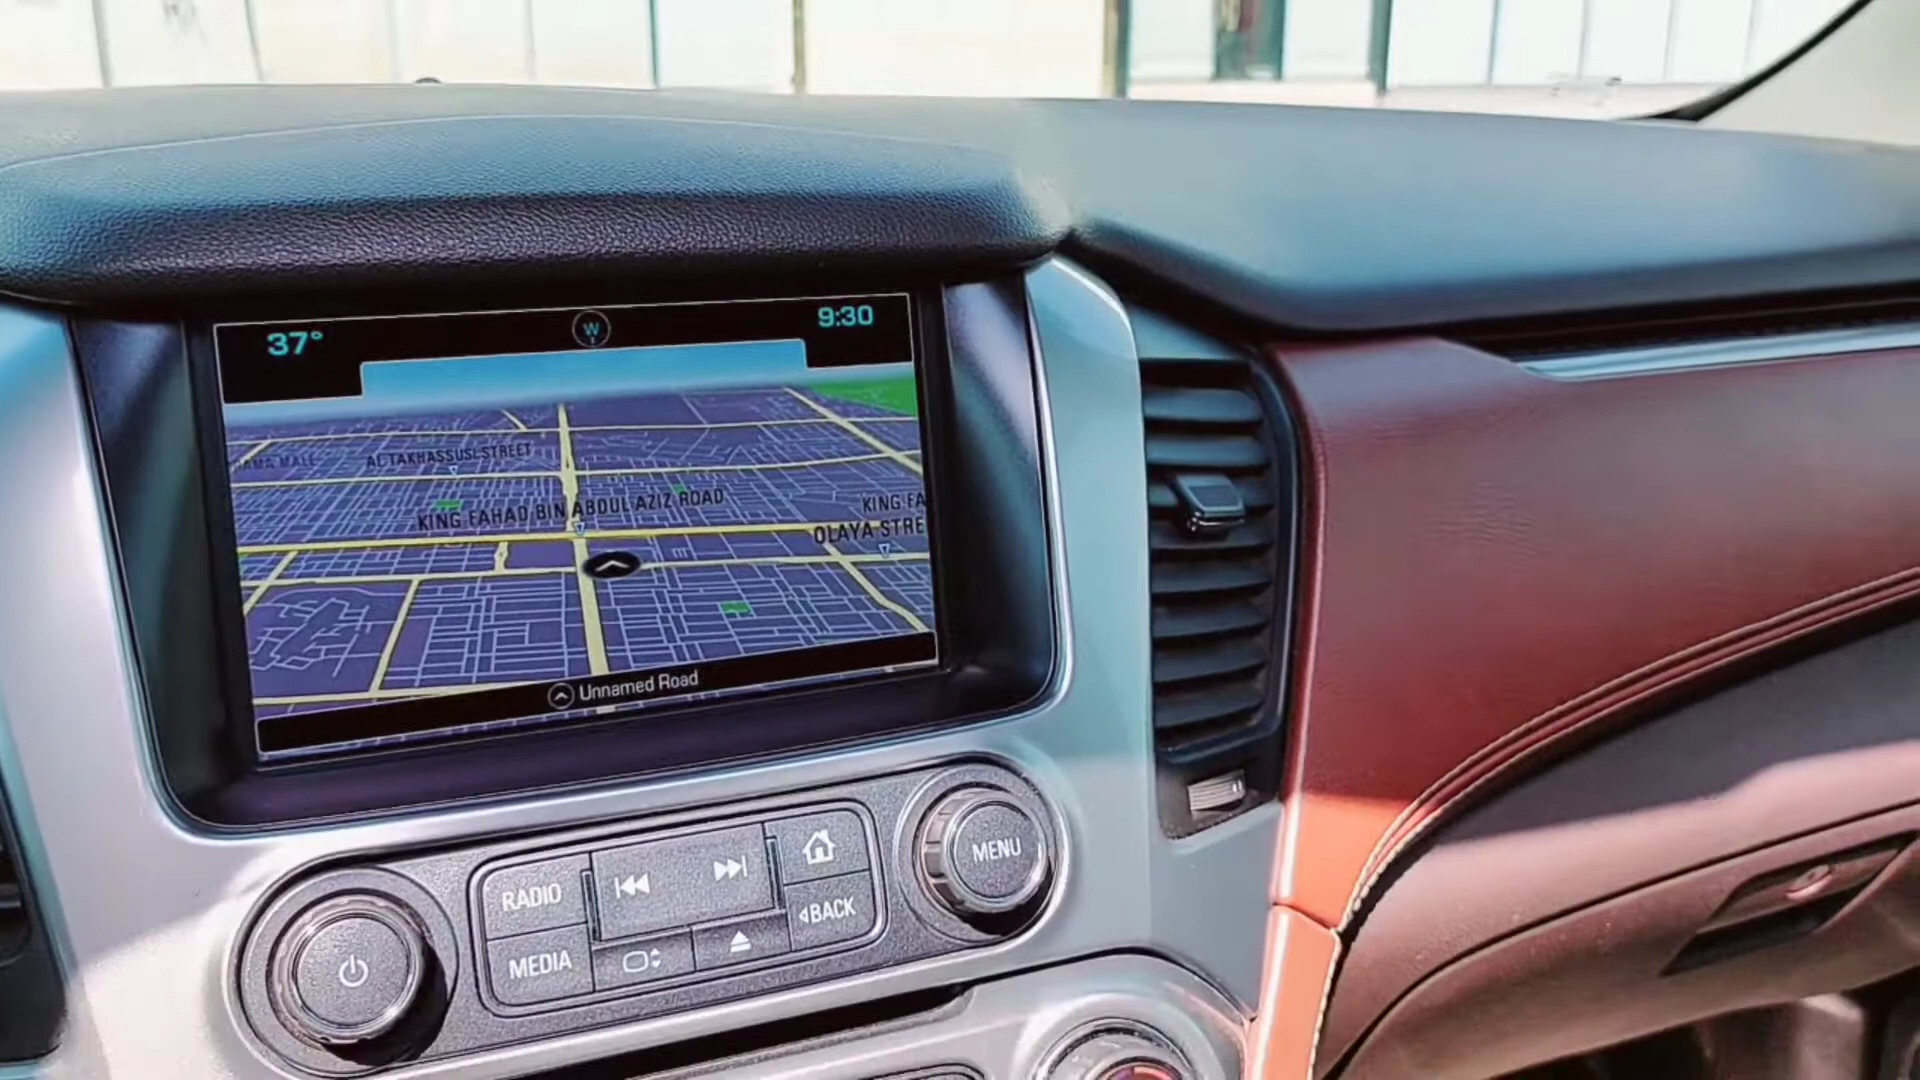 37°
W
9:30
AL TAKHASSUSI STREET
KING FAHAD BIN ABDUL AZIZ ROAD
KING FA
OLAYA STRE
Unnamed Road
RADIO
MENU
MEDIA
BACK